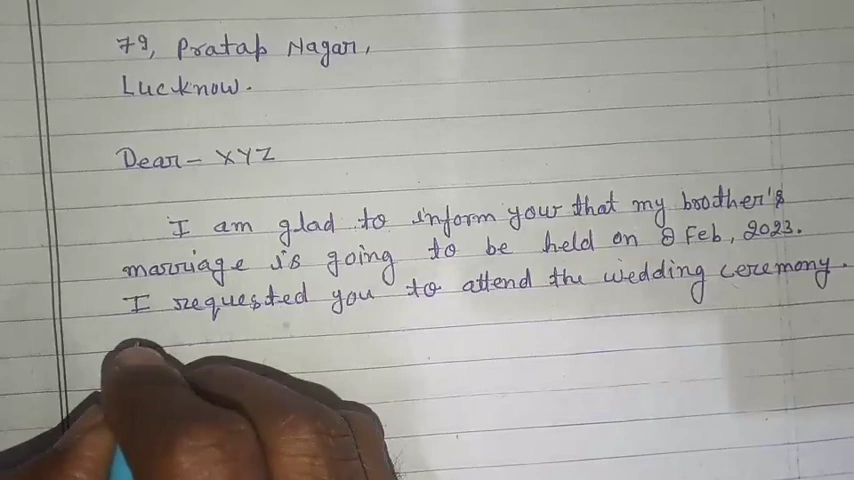 79, Pratap Nagar,
Lucknow.
Dear- XYZ
I am glad to inform your that my brother's
marriage is going to be held on 8 Feb, 2023.
I requested you to attend the wedding ceremony.